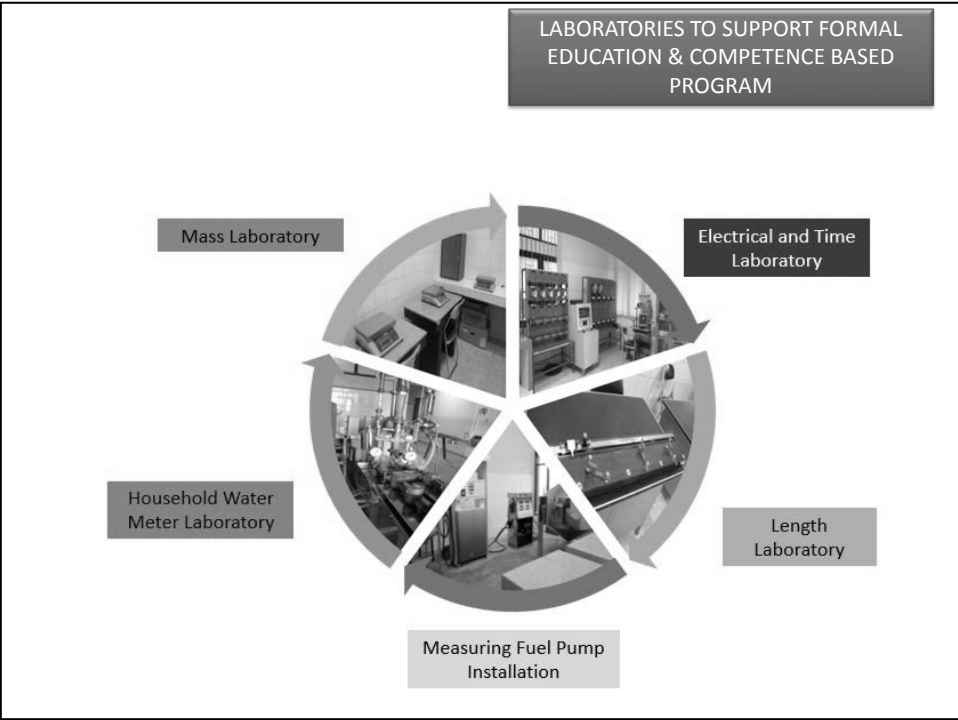 LABORATORIES TO SUPPORT FORMAL
EDUCATION & COMPETENCE BASED
PROGRAM
Mass Laboratory
Electrical and Time
Laboratory
Household Water
Meter Laboratory
Length
Laboratory
Measuring Fuel Pump
Installation